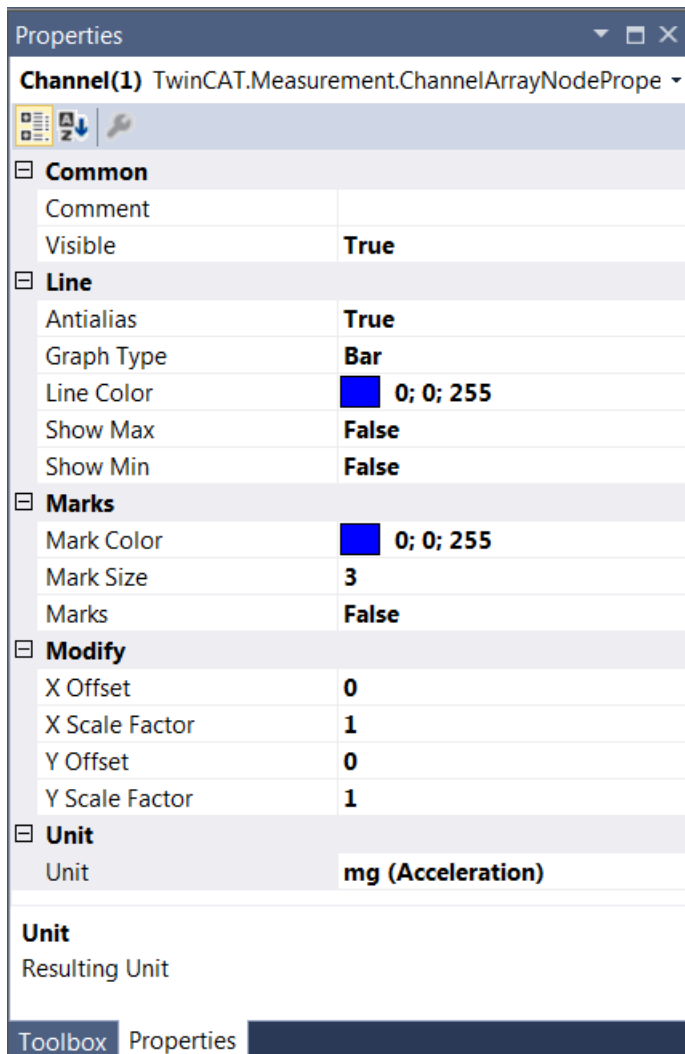 Properties
Channel(1) TwinCAT.Measurement.ChannelArrayNodePrope
Common
Comment
Visible True
Line
Antialias True
Graph Type Bar
Line Color 0; 0; 255
Show Max False
Show Min False
Marks
Mark Color 0; 0; 255
Mark Size 3
Marks False
Modify
X Offset 0
X Scale Factor 1
Y Offset 0
Y Scale Factor 1
Unit
Unit mg (Acceleration)
Unit
Resulting Unit
Toolbox Properties